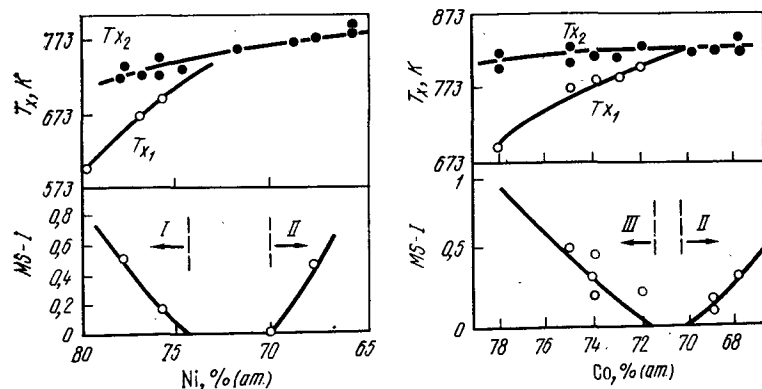 773
673
573
Tx, K
Tx2
Tx1
0,8
0,6
0,4
0,2
0
MS-I
I
II
80
75
70
65
Ni, % (am.)
873
773
673
Tx, K
Tx2
Tx1
1
0,5
0
MS-I
III
II
78
76
74
72
70
68
Co, % (am.)